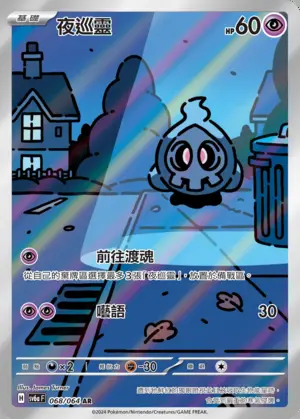 基礎 夜巡靈 HP60
前往渡魂
從自己的棄牌區選擇最多3張「夜巡靈」,放置於備戰區。
囈語 30
×2 -30
Illus. James Turner
H sv6a F 068/064 AR
©2024 Pokémon/Nintendo/Creatures/GAME FREAK.